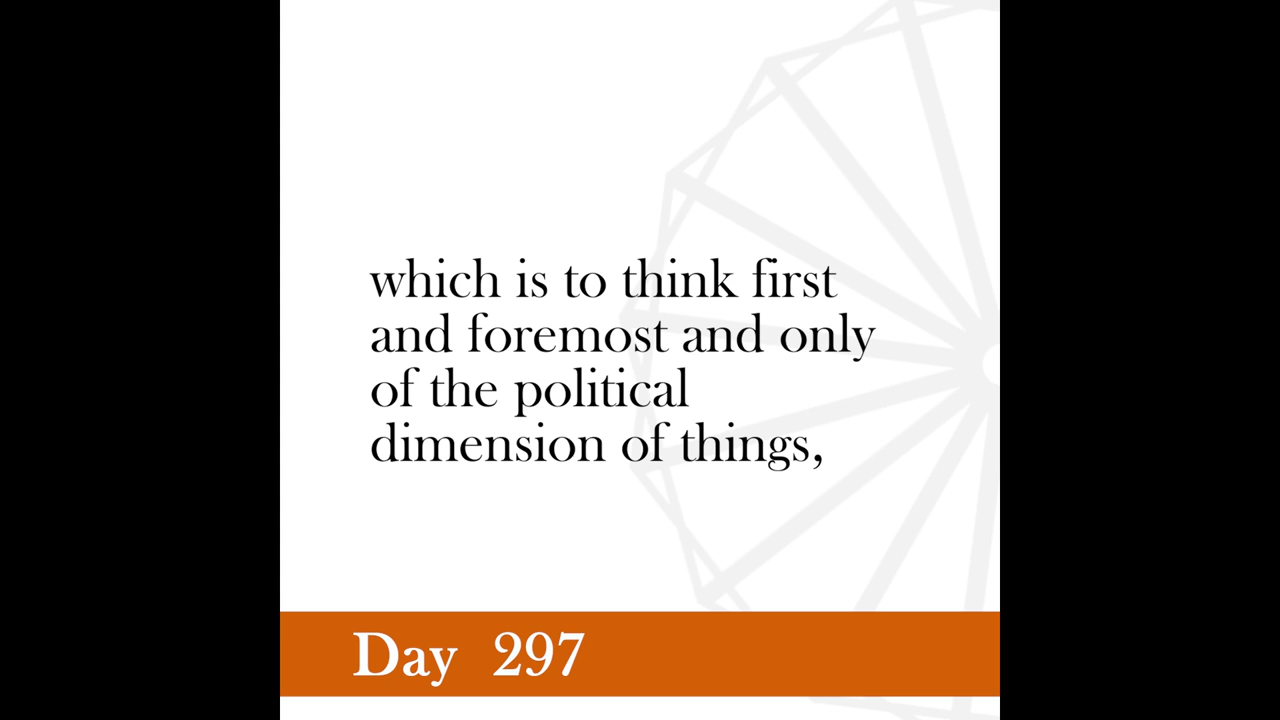 which is to think first
and foremost and only
of the political
dimension of things,
Day 297